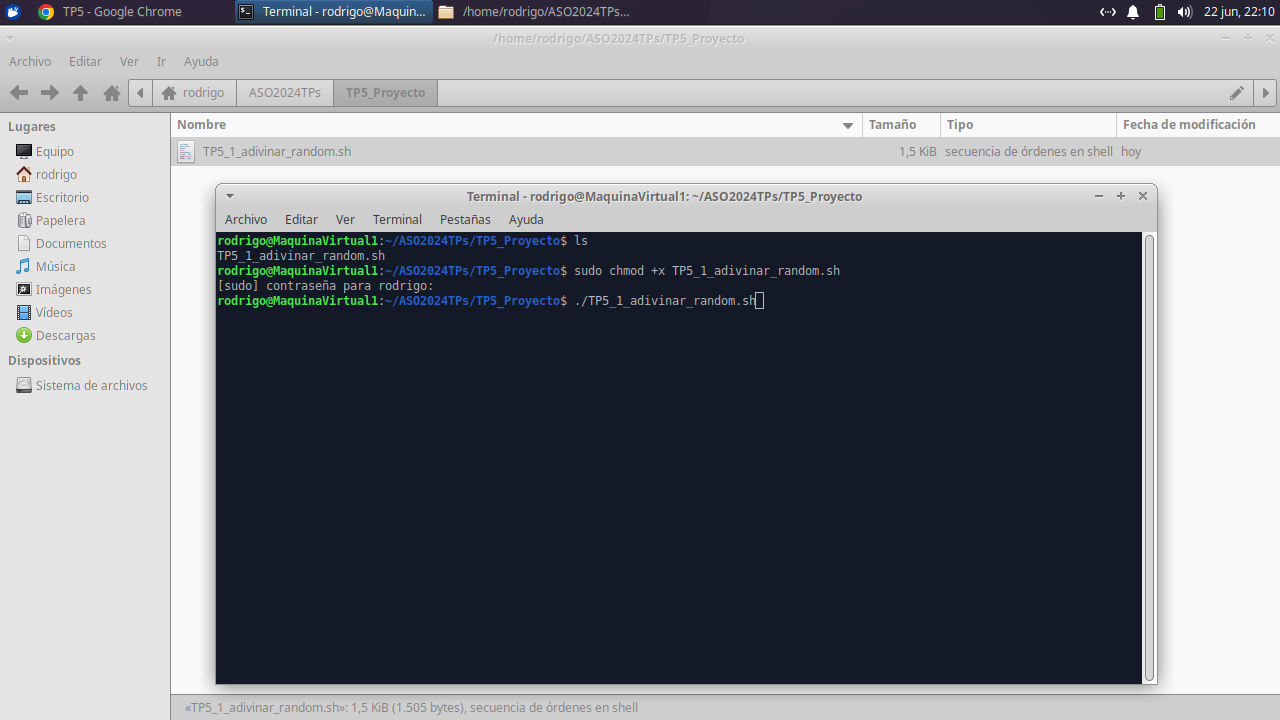 TP5 - Google Chrome
Terminal - rodrigo@Maquin...
/home/rodrigo/ASO2024TPs...
22 jun, 22:10
/home/rodrigo/ASO2024TPs/TP5_Proyecto
Archivo Editar Ver Ir Ayuda
rodrigo ASO2024TPs TP5_Proyecto
Lugares
Equipo
rodrigo
Escritorio
Papelera
Documentos
Música
Imágenes
Vídeos
Descargas
Dispositivos
Sistema de archivos
Nombre Tamaño Tipo Fecha de modificación
TP5_1_adivinar_random.sh 1,5 KiB secuencia de órdenes en shell hoy
Terminal - rodrigo@MaquinaVirtual1: ~/ASO2024TPs/TP5_Proyecto
Archivo Editar Ver Terminal Pestañas Ayuda
rodrigo@MaquinaVirtual1:~/ASO2024TPs/TP5_Proyecto$ ls
TP5_1_adivinar_random.sh
rodrigo@MaquinaVirtual1:~/ASO2024TPs/TP5_Proyecto$ sudo chmod +x TP5_1_adivinar_random.sh
[sudo] contraseña para rodrigo:
rodrigo@MaquinaVirtual1:~/ASO2024TPs/TP5_Proyecto$ ./TP5_1_adivinar_random.sh
«TP5_1_adivinar_random.sh»: 1,5 KiB (1.505 bytes), secuencia de órdenes en shell